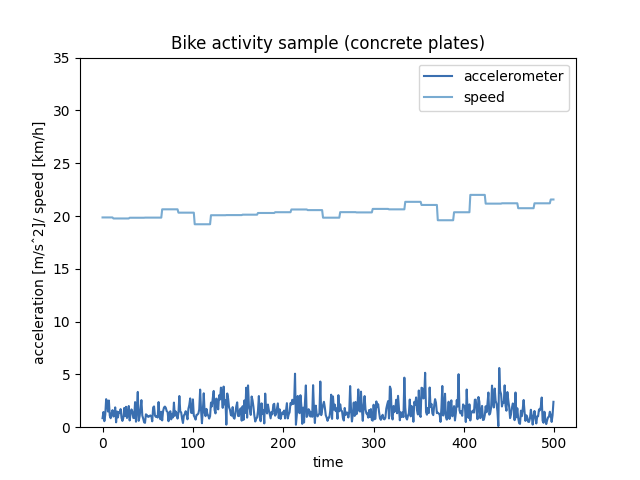 Bike activity sample (concrete plates)
accelerometer
speed
35
30
25
20
15
10
5
0
acceleration [m/s^2]/ speed [km/h]
0 100 200 300 400 500
time